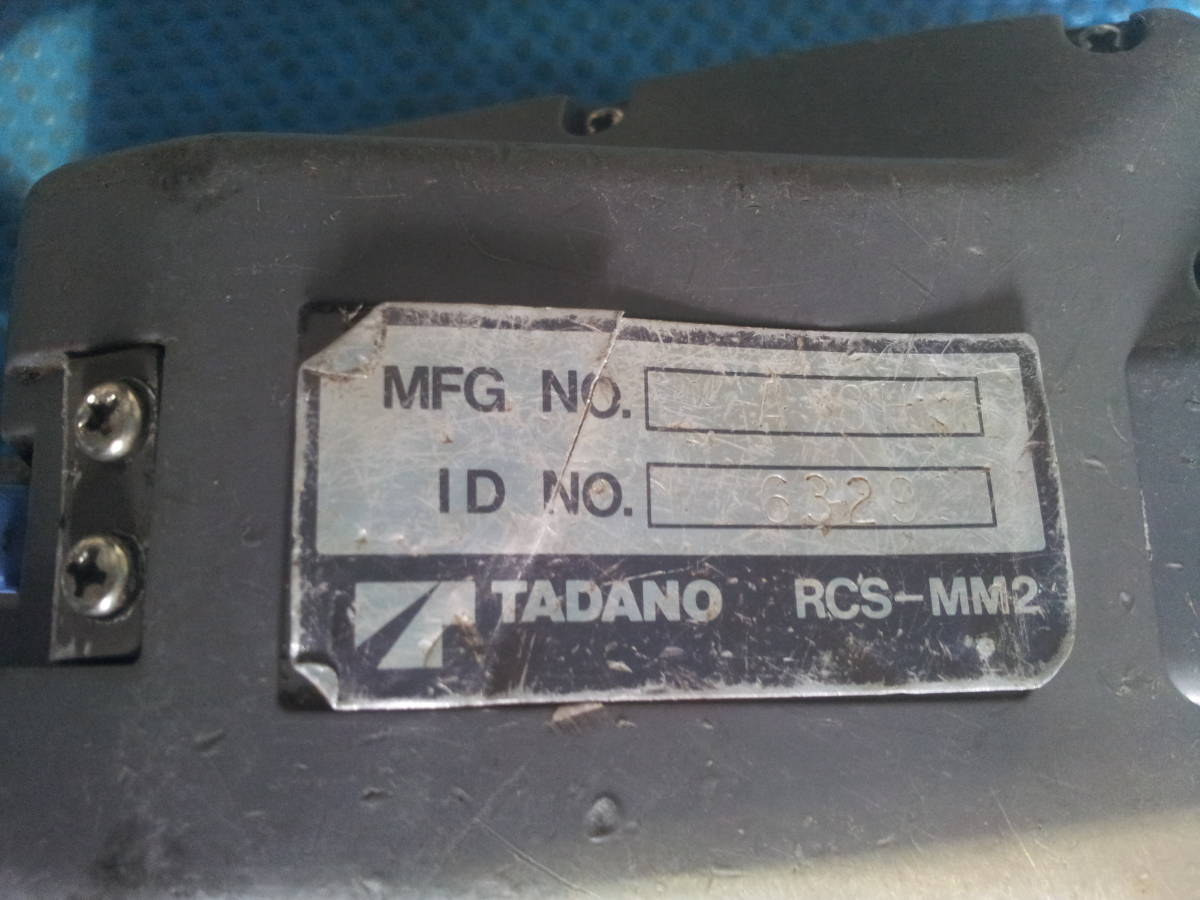 MFG NO.
ID NO. 6329
TADANO RCS-MM2